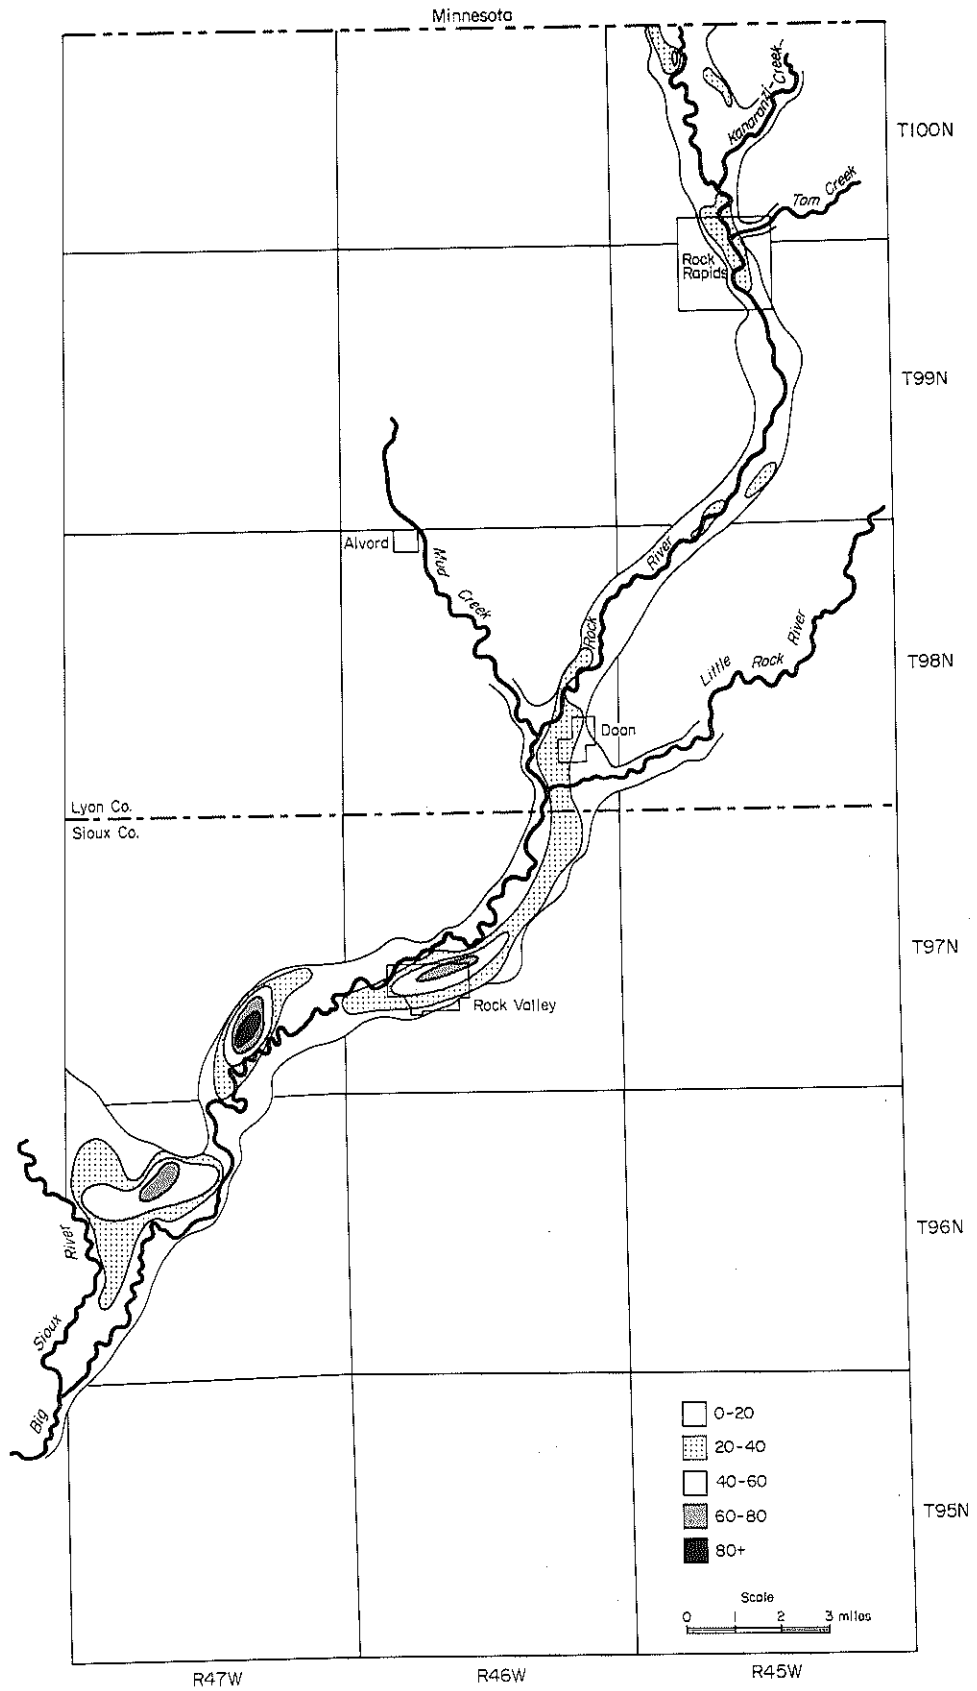 Minnesota
Kanaranzi Creek
T100N
Tom Creek
Rock
Rapids
T99N
Alvord
Mud Creek
Rock River
Little Rock River
T98N
Doon
Lyon Co.
Sioux Co.
T97N
Rock Valley
T96N
Big Sioux River
0-20
20-40
40-60
60-80
80+
T95N
Scale
0 1 2 3 miles
R47W R46W R45W